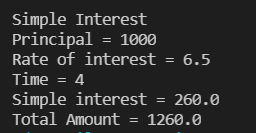 Simple Interest
Principal = 1000
Rate of interest = 6.5
Time = 4
Simple interest = 260.0
Total Amount = 1260.0